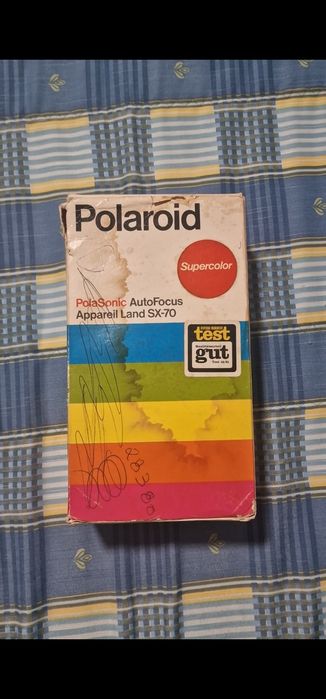 Polaroid
Supercolor
PolaSonic AutoFocus
Appareil Land SX-70
test
gut